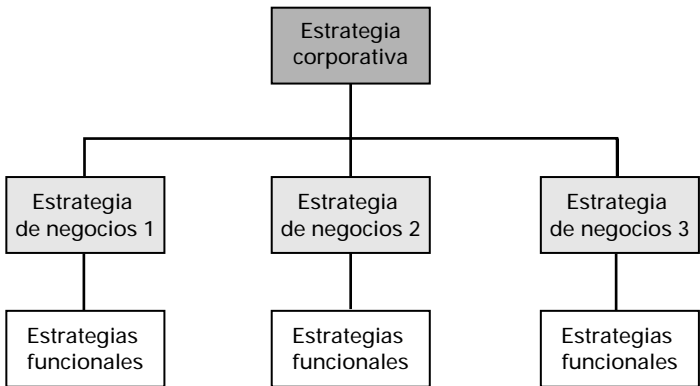 Estrategia
corporativa
Estrategia
de negocios 1
Estrategia
de negocios 2
Estrategia
de negocios 3
Estrategias
funcionales
Estrategias
funcionales
Estrategias
funcionales